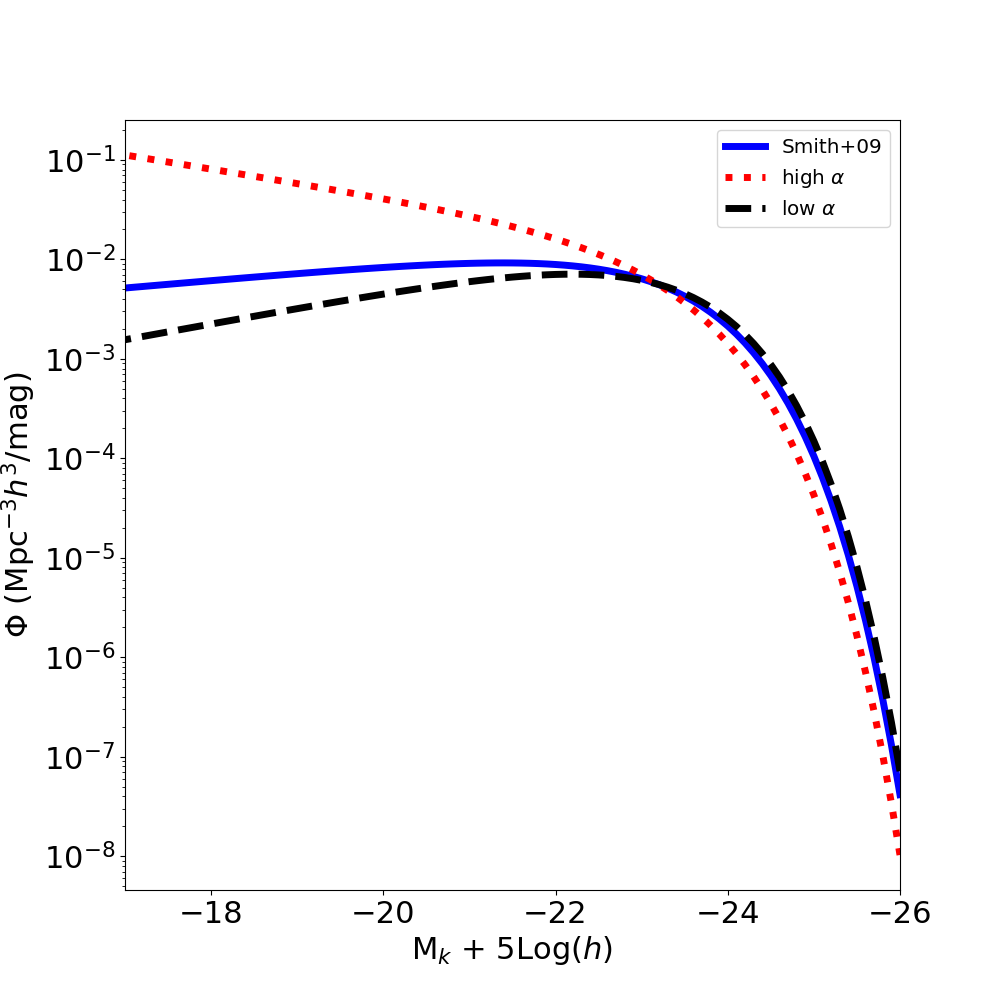 Smith+09
high α
low α
10⁻¹
10⁻²
10⁻³
10⁻⁴
10⁻⁵
10⁻⁶
10⁻⁷
10⁻⁸
Φ (Mpc⁻³h³/mag)
−18 −20 −22 −24 −26
Mₖ + 5Log(h)